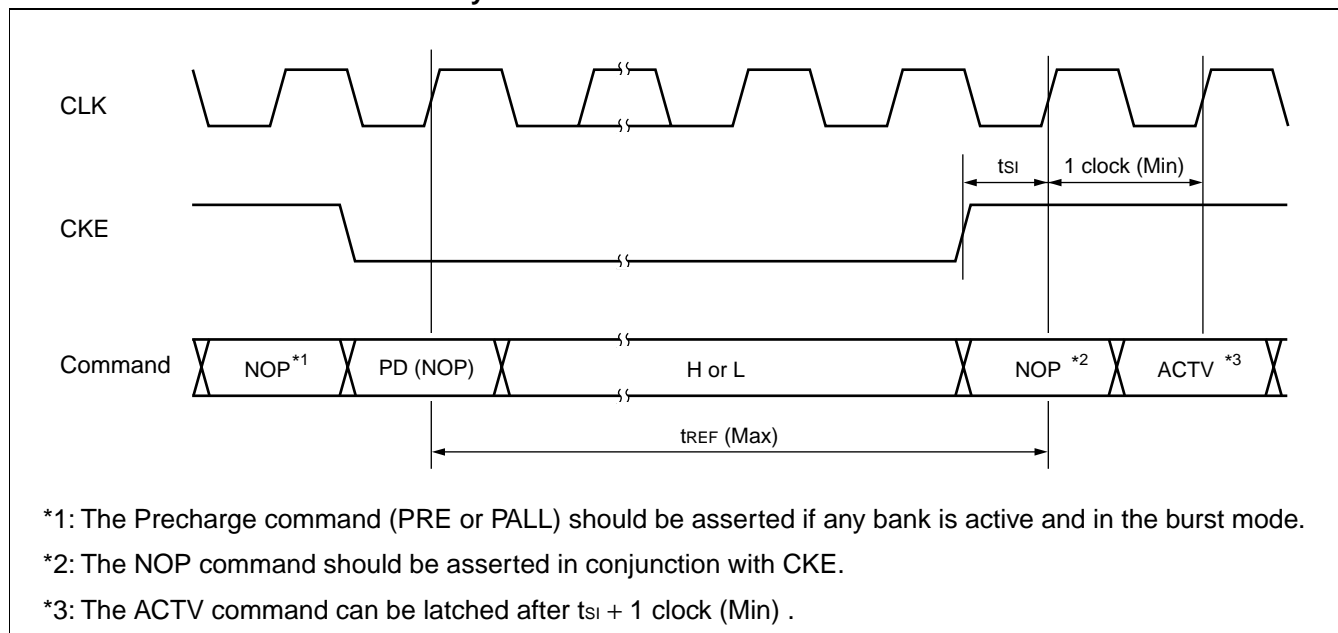 CLK
tSI
1 clock (Min)
CKE
Command
NOP*1
PD (NOP)
H or L
NOP *2
ACTV *3
tREF (Max)
*1: The Precharge command (PRE or PALL) should be asserted if any bank is active and in the burst mode.
*2: The NOP command should be asserted in conjunction with CKE.
*3: The ACTV command can be latched after tSI + 1 clock (Min) .